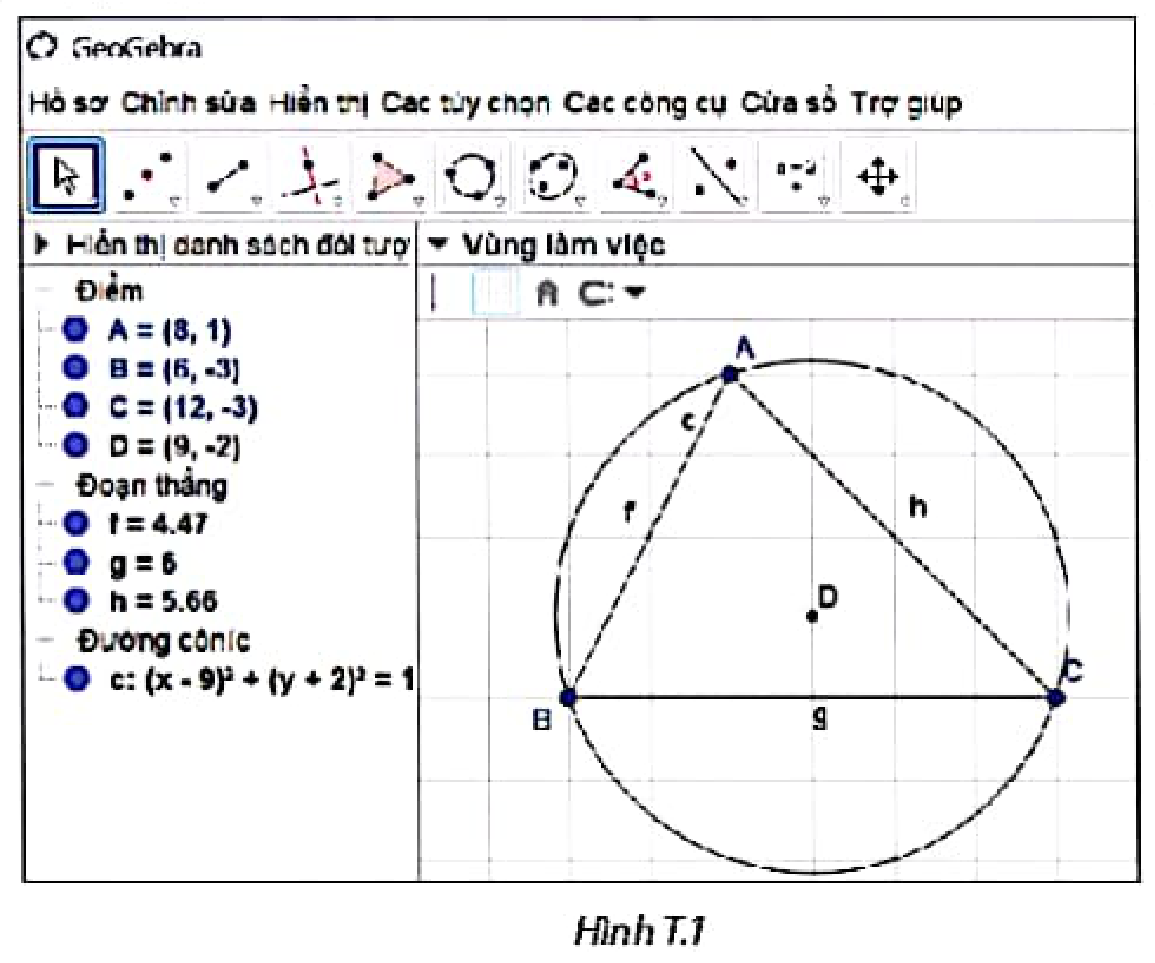 GeoGebra
Hồ sơ Chỉnh sửa Hiển thị Các tùy chọn Các công cụ Cửa sổ Trợ giúp
Hiển thị danh sách đối tượ
Vùng làm việc
Điểm
A = (8, 1)
B = (6, -3)
C = (12, -3)
D = (9, -2)
Đoạn thẳng
f = 4.47
g = 6
h = 5.66
Đường cônic
c: (x - 9)² + (y + 2)² = 1
A
c
f
h
D
B
g
C
Hình T.1